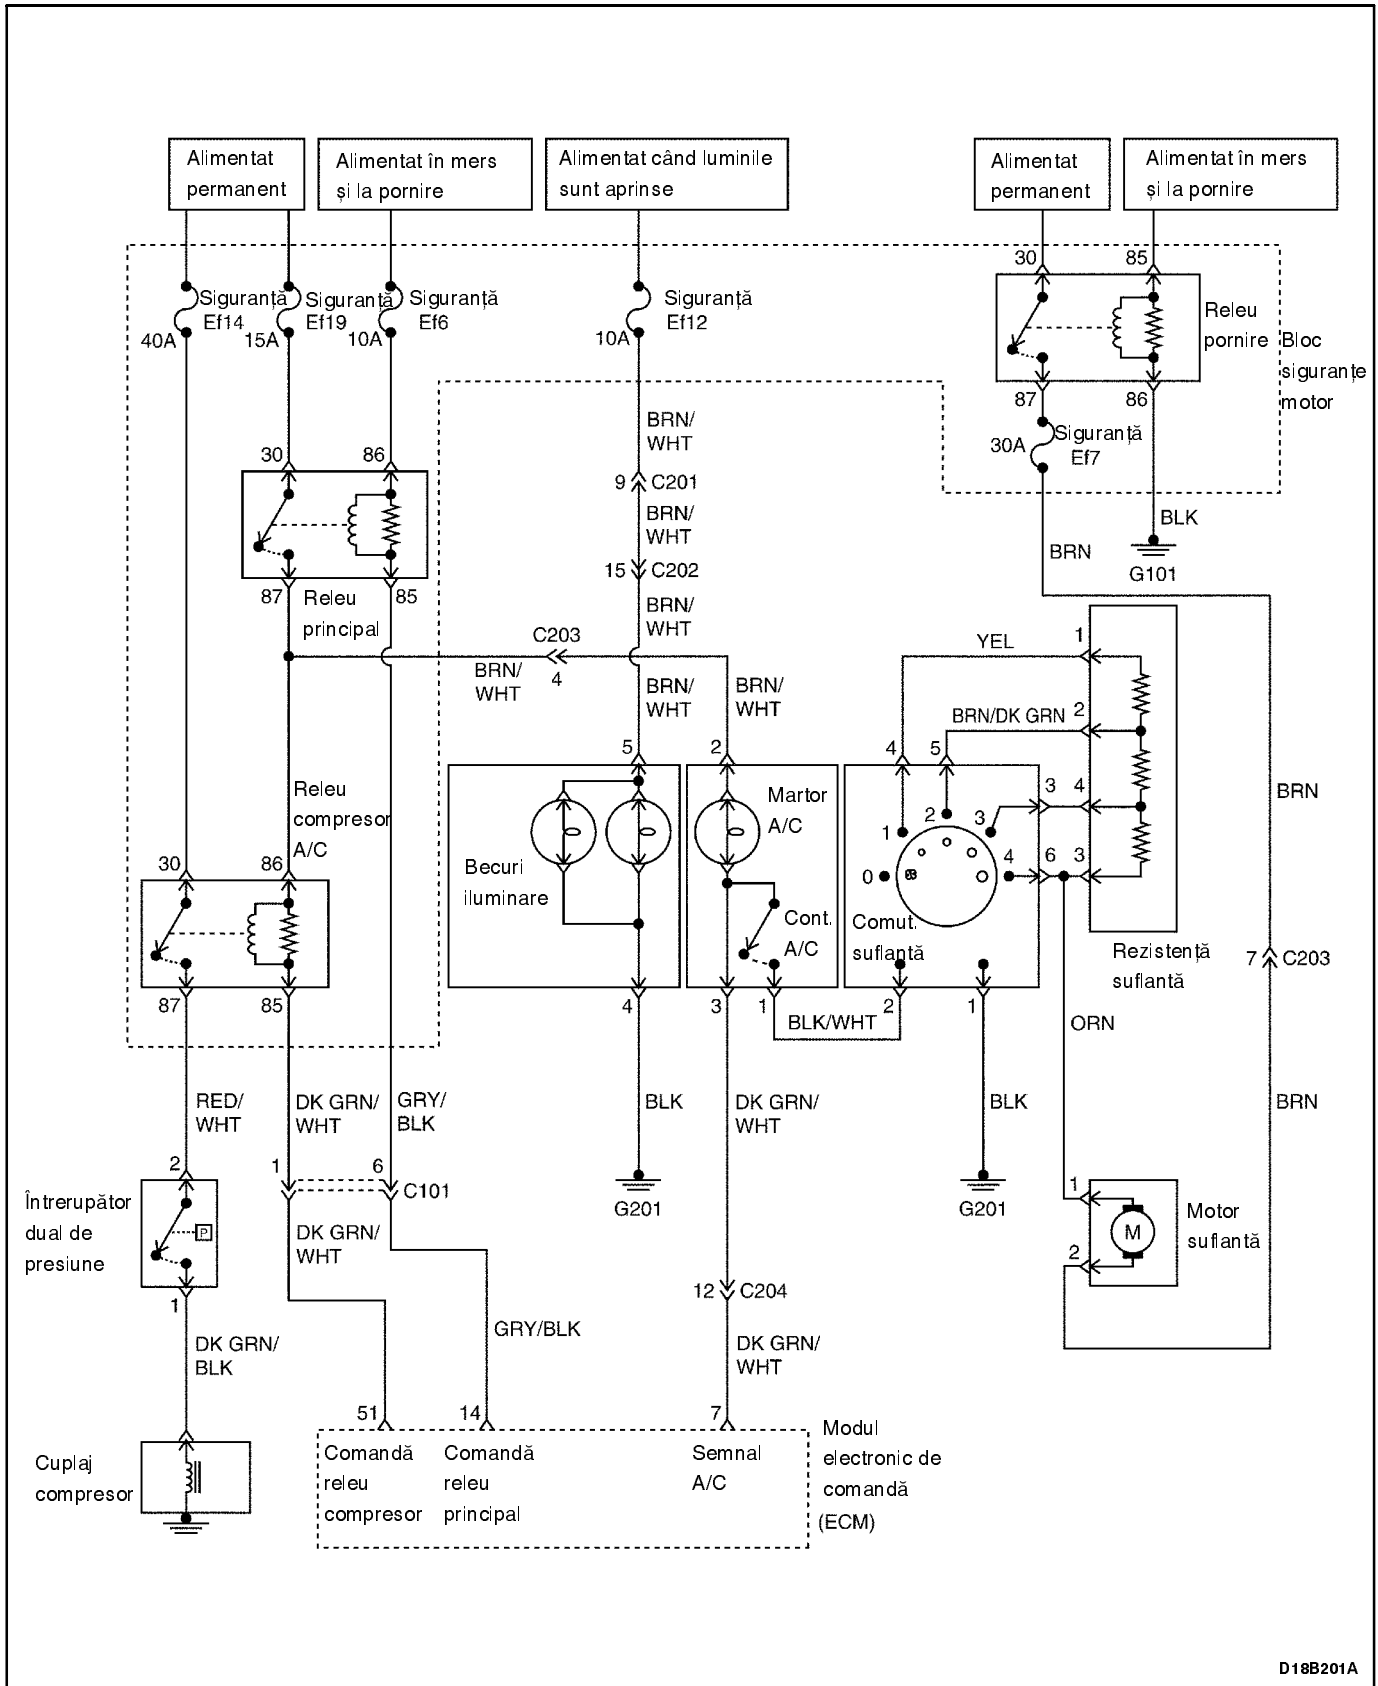 Alimentat
permanent
Alimentat în mers
și la pornire
Alimentat când luminile
sunt aprinse
Alimentat
permanent
Alimentat în mers
și la pornire
30
85
Siguranță
Ef14
40A
Siguranță
Ef19
15A
Siguranță
Ef6
10A
Siguranță
Ef12
10A
Releu
pornire
Bloc
siguranțe
motor
87
86
30A
Siguranță
Ef7
BRN/
WHT
30
86
9
C201
BRN/
WHT
BLK
G101
BRN
15
C202
87
Releu
principal
85
BRN/
WHT
C203
4
BRN/
WHT
BRN/
WHT
BRN/
WHT
YEL
1
BRN/DK GRN
2
5
2
4
5
3
4
Releu
compresor
A/C
Martor
A/C
1
2
3
BRN
30
86
Becuri
iluminare
0
4
6
3
Cont.
A/C
Comut.
suflantă
Rezistență
suflantă
7
C203
87
85
4
3
1
2
1
BLK/WHT
ORN
RED/
WHT
DK GRN/
WHT
GRY/
BLK
BLK
DK GRN/
WHT
BLK
BRN
2
1
6
C101
G201
G201
Întrerupător
dual de
presiune
P
DK GRN/
WHT
1
2
M
Motor
suflantă
1
12
C204
DK GRN/
BLK
GRY/BLK
DK GRN/
WHT
51
14
7
Cuplaj
compresor
Comandă
releu
compresor
Comandă
releu
principal
Semnal
A/C
Modul
electronic de
comandă
(ECM)
D18B201A